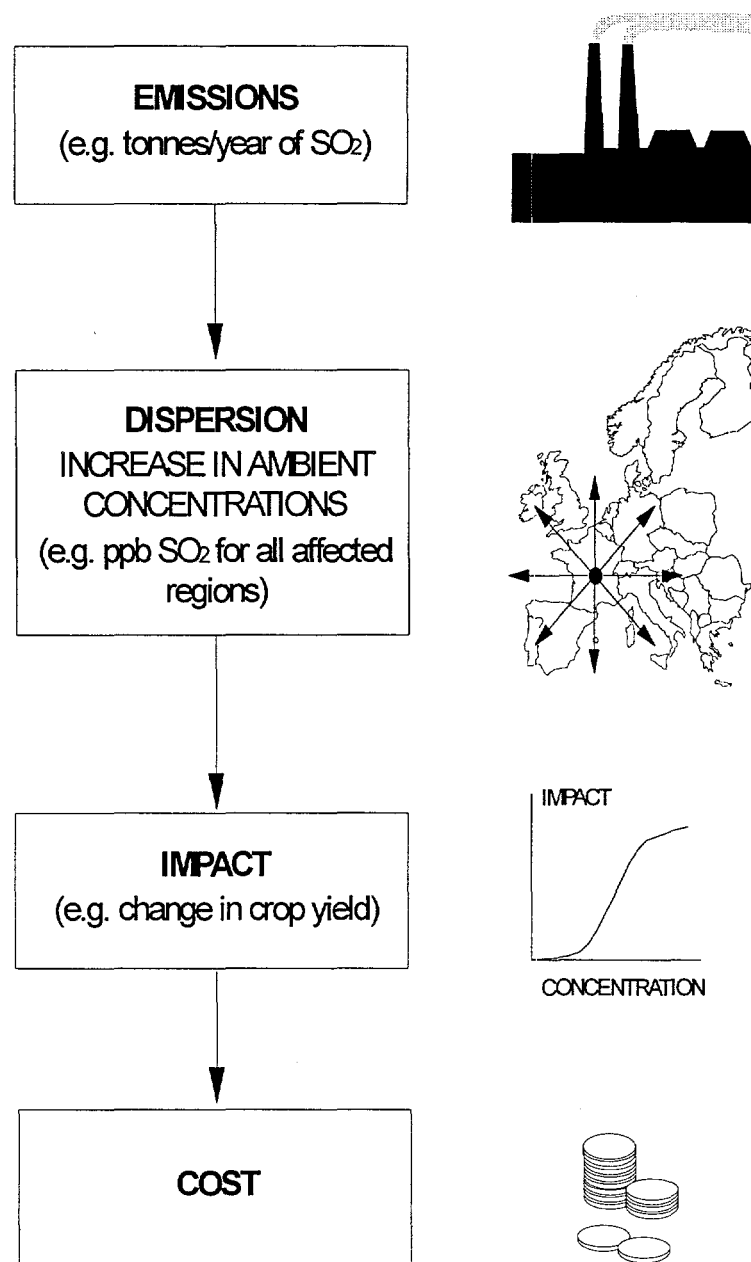 EMISSIONS
(e.g. tonnes/year of SO₂)
DISPERSION
INCREASE IN AMBIENT
CONCENTRATIONS
(e.g. ppb SO₂ for all affected
regions)
IMPACT
(e.g. change in crop yield)
IMPACT
CONCENTRATION
COST